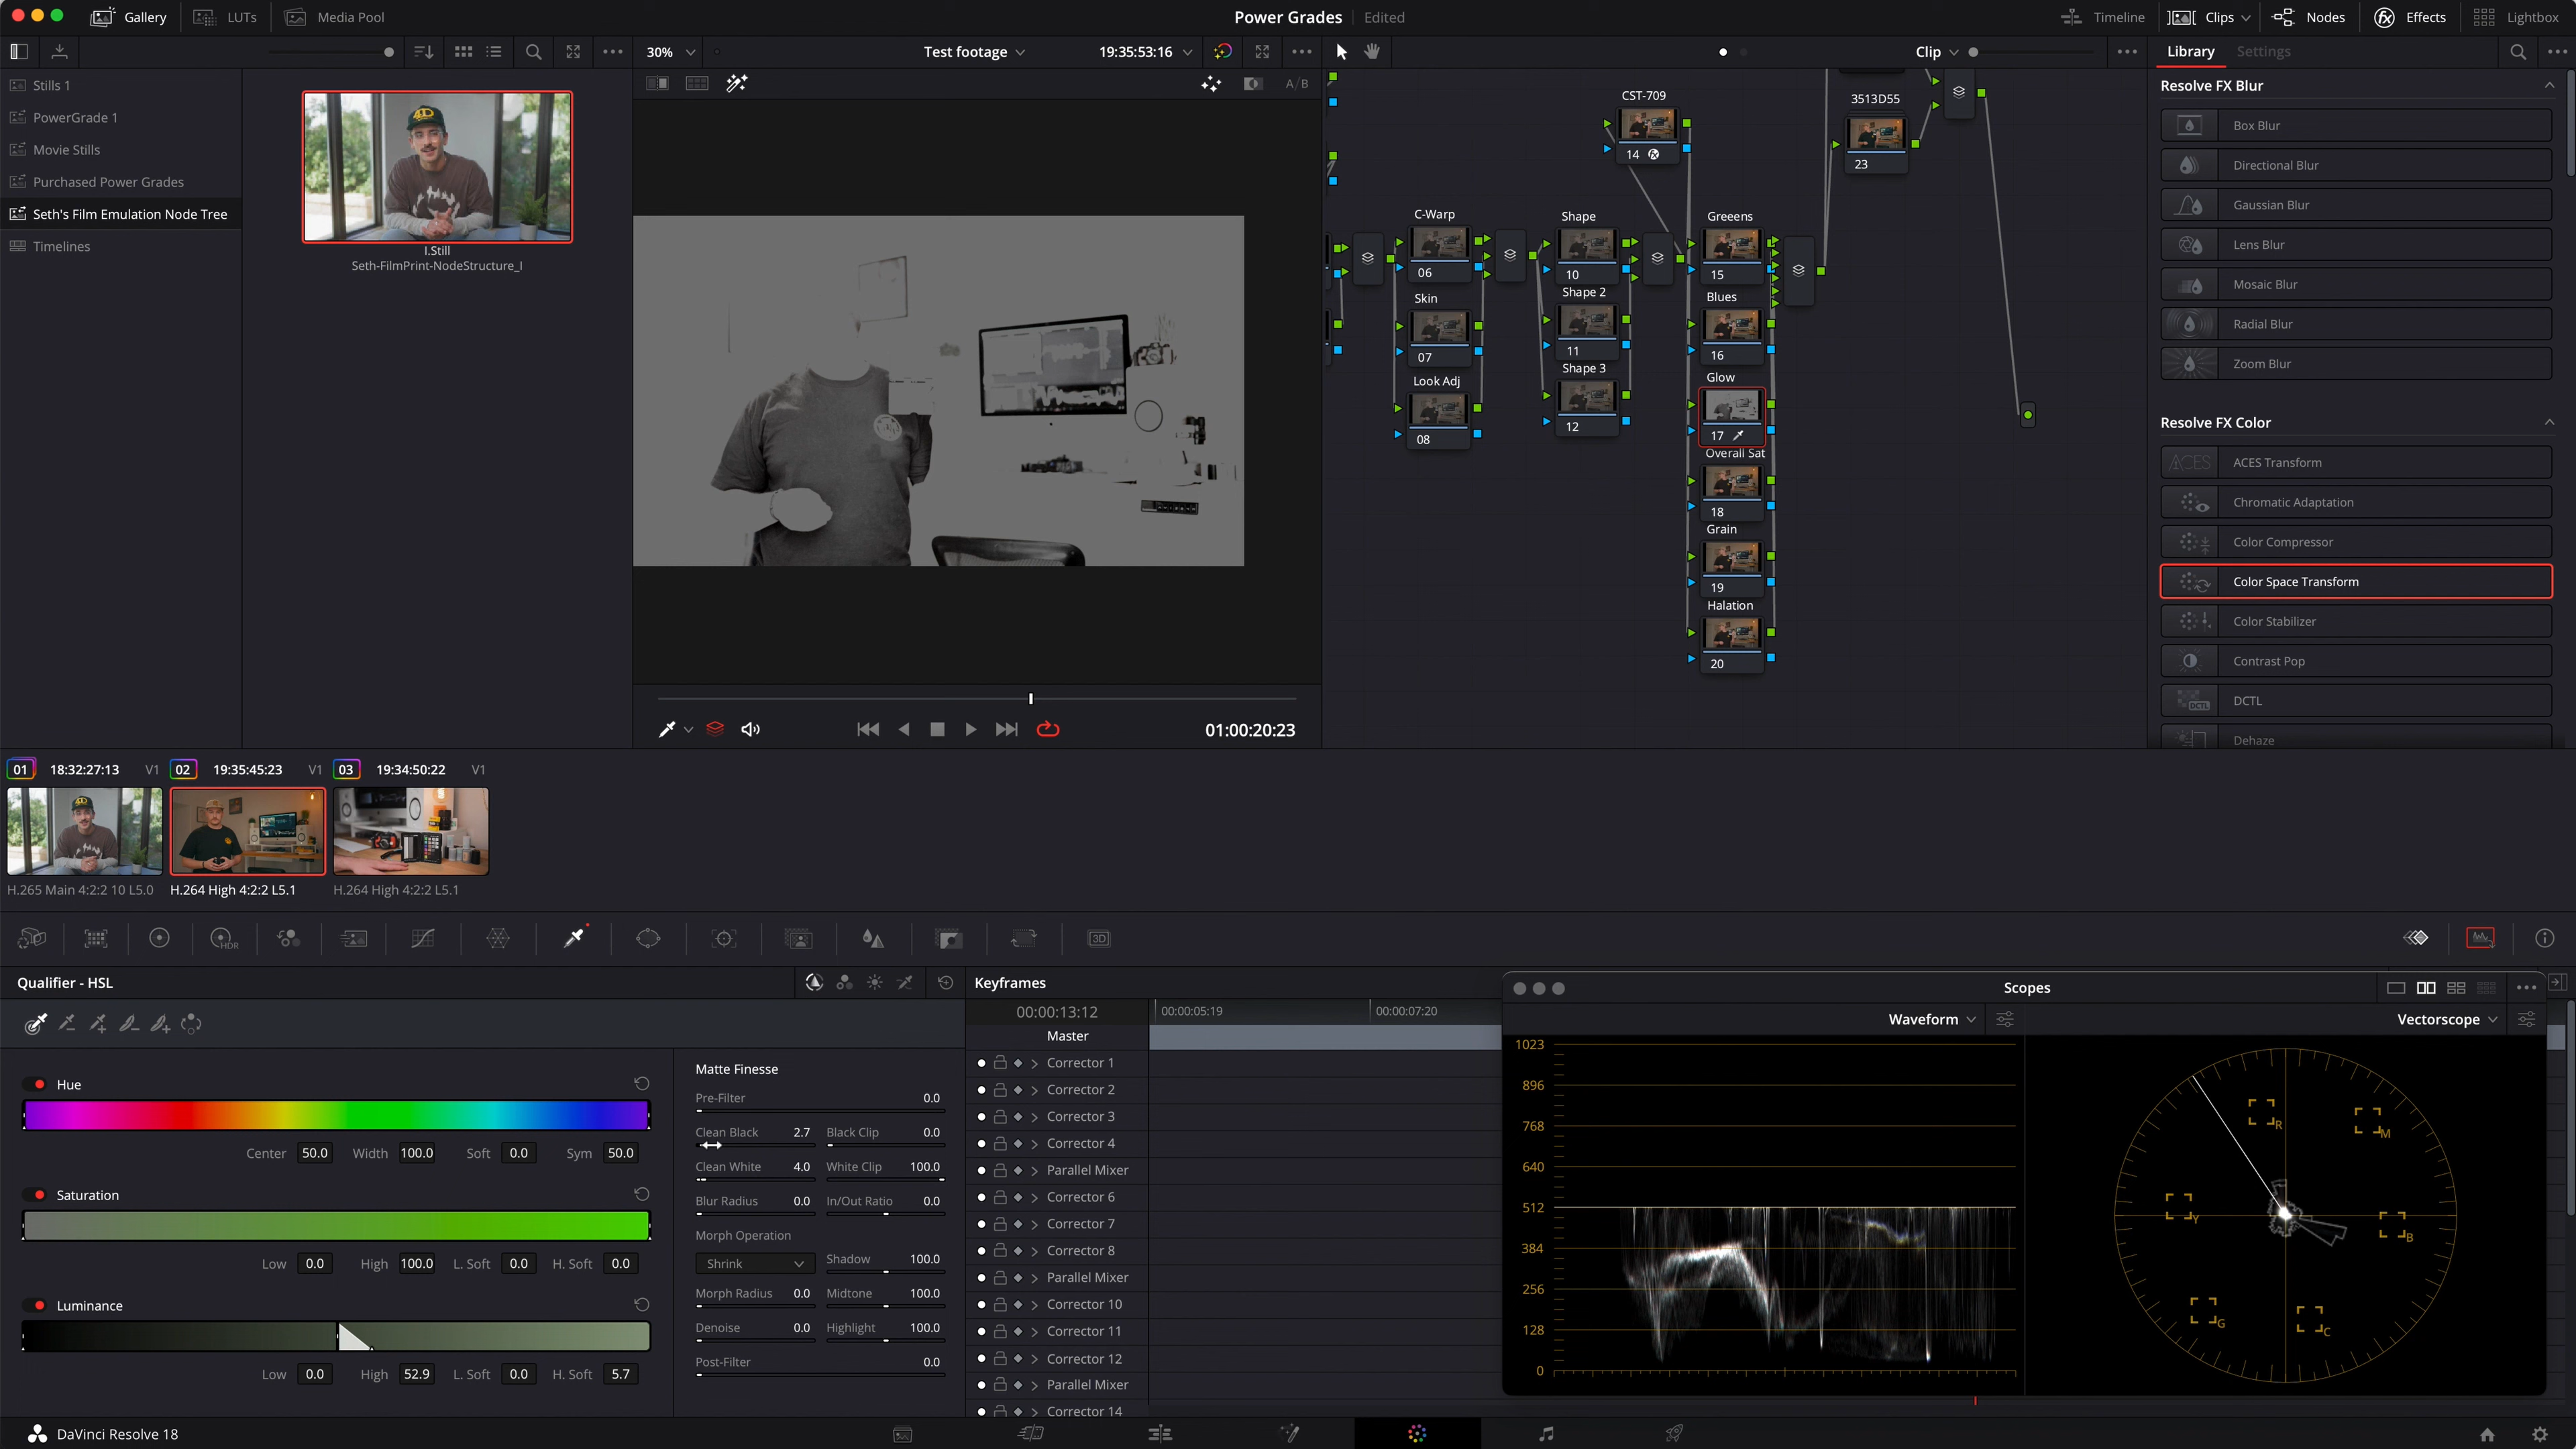 Gallery
LUTs
Media Pool
Power Grades
Edited
Timeline
Clips
Nodes
Effects
Lightbox
30%
Test footage
19:35:53:16
Clip
Library
Settings
A/B
Stills 1
PowerGrade 1
Movie Stills
Purchased Power Grades
Seth's Film Emulation Node Tree
Timelines
I.Still
Seth-FilmPrint-NodeStructure_I
CST-709
14
3513D55
23
C-Warp
06
Skin
07
Look Adj
08
Shape
10
Shape 2
11
Shape 3
12
Greeens
15
Blues
16
Glow
17
Overall Sat
18
Grain
19
Halation
20
Resolve FX Blur
Box Blur
Directional Blur
Gaussian Blur
Lens Blur
Mosaic Blur
Radial Blur
Zoom Blur
Resolve FX Color
ACES
ACES Transform
Chromatic Adaptation
Color Compressor
Color Space Transform
Color Stabilizer
Contrast Pop
DCTL
DCTL
Dehaze
01:00:20:23
01 18:32:27:13 V1
02 19:35:45:23 V1
03 19:34:50:22 V1
H.265 Main 4:2:2 10 L5.0
H.264 High 4:2:2 L5.1
H.264 High 4:2:2 L5.1
HDR
3D
Qualifier - HSL
Hue
Center 50.0 Width 100.0 Soft 0.0 Sym 50.0
Saturation
Low 0.0 High 100.0 L. Soft 0.0 H. Soft 0.0
Luminance
Low 0.0 High 52.9 L. Soft 0.0 H. Soft 5.7
Matte Finesse
Pre-Filter 0.0
Clean Black 2.7 Black Clip 0.0
Clean White 4.0 White Clip 100.0
Blur Radius 0.0 In/Out Ratio 0.0
Morph Operation
Shrink
Shadow 100.0
Morph Radius 0.0 Midtone 100.0
Denoise 0.0 Highlight 100.0
Post-Filter 0.0
Keyframes
00:00:13:12
00:00:05:19
00:00:07:20
Master
Corrector 1
Corrector 2
Corrector 3
Corrector 4
Parallel Mixer
Corrector 6
Corrector 7
Corrector 8
Parallel Mixer
Corrector 10
Corrector 11
Corrector 12
Parallel Mixer
Corrector 14
Scopes
Waveform
Vectorscope
1023
896
768
640
512
384
256
128
0
R
M
Y
B
G
C
DaVinci Resolve 18